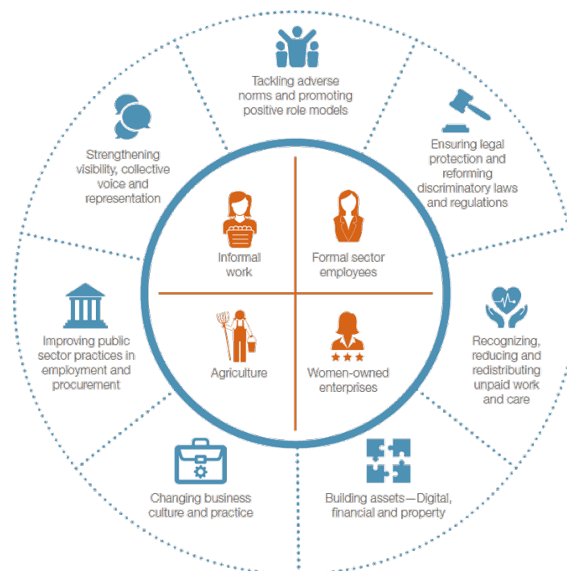 Tackling adverse
norms and promoting
positive role models
Ensuring legal
protection and
reforming
discriminatory laws
and regulations
Recognizing,
reducing and
redistributing
unpaid work
and care
Building assets—Digital,
financial and property
Changing business
culture and practice
Improving public
sector practices in
employment and
procurement
Strengthening
visibility, collective
voice and
representation
Informal
work
Formal sector
employees
Agriculture
Women-owned
enterprises